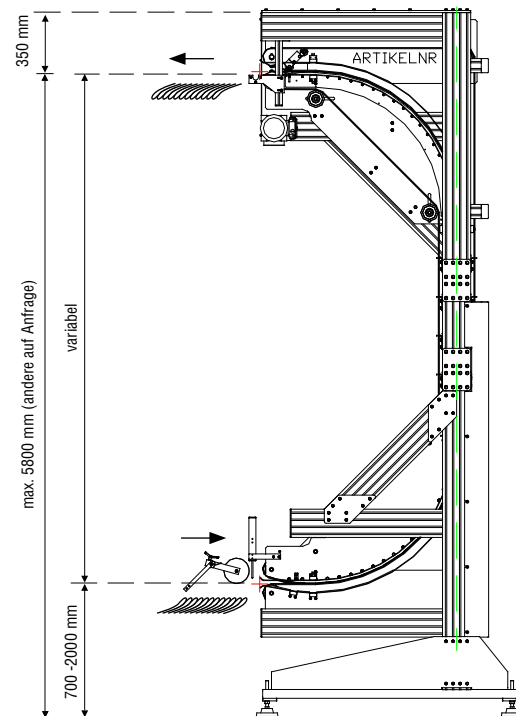 350 mm
ARTIKELNR
max. 5800 mm (andere auf Anfrage)
variabel
700 -2000 mm